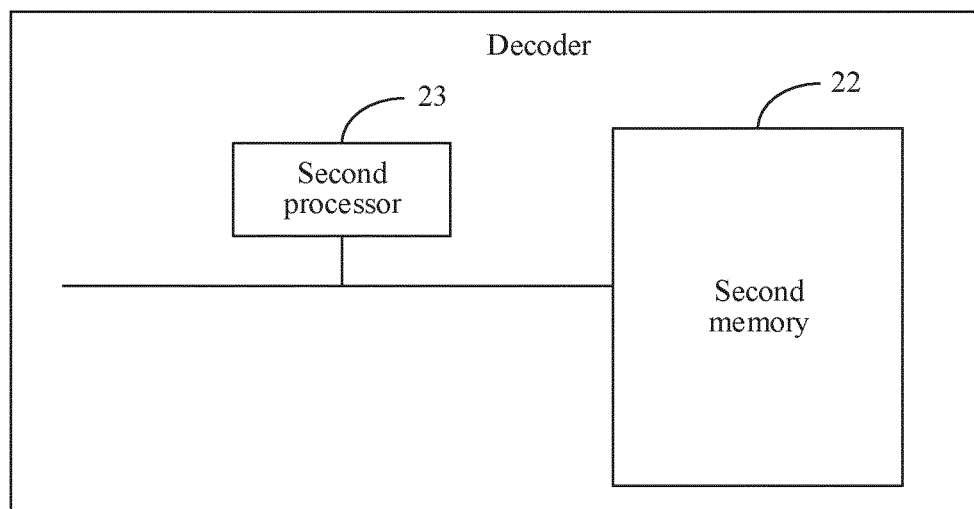 Decoder
23
22
Second
processor
Second
memory